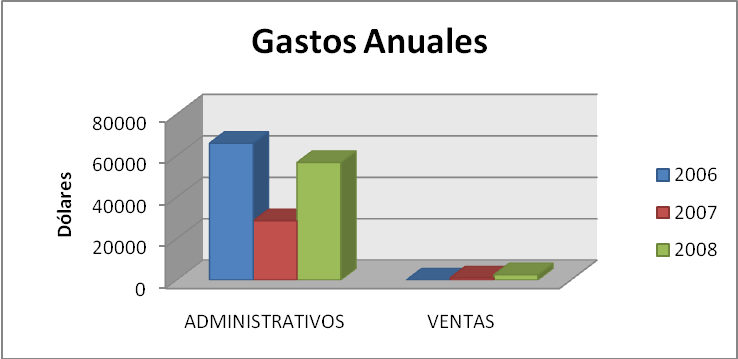 Gastos Anuales
Dólares
80000
60000
40000
20000
0
ADMINISTRATIVOS
VENTAS
2006
2007
2008